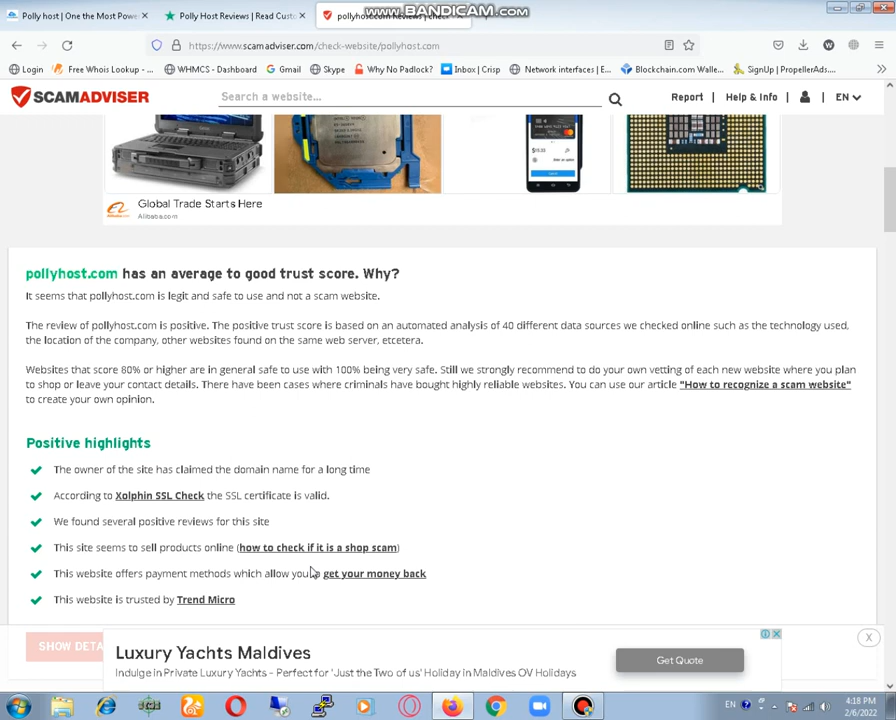 www.BANDICAM.com
Polly host | One the Most Powe
Polly Host Reviews | Read Custo
pollyhost.com Reviews | chec
https://www.scamadviser.com/check-website/pollyhost.com
Login
Free Whois Lookup - ...
WHMCS - Dashboard
Gmail
Skype
Why No Padlock?
Inbox | Crisp
Network interfaces | E...
Blockchain.com Walle...
SignUp | PropellerAds....
SCAMADVISER
Search a website...
Report | Help & Info | EN
$15.03
Global Trade Starts Here
Alibaba.com
pollyhost.com has an average to good trust score. Why?
It seems that pollyhost.com is legit and safe to use and not a scam website.
The review of pollyhost.com is positive. The positive trust score is based on an automated analysis of 40 different data sources we checked online such as the technology used,
the location of the company, other websites found on the same web server, etcetera.
Websites that score 80% or higher are in general safe to use with 100% being very safe. Still we strongly recommend to do your own vetting of each new website where you plan
to shop or leave your contact details. There have been cases where criminals have bought highly reliable websites. You can use our article "How to recognize a scam website"
to create your own opinion.
Positive highlights
The owner of the site has claimed the domain name for a long time
According to Xolphin SSL Check the SSL certificate is valid.
We found several positive reviews for this site
This site seems to sell products online (how to check if it is a shop scam)
This website offers payment methods which allow you to get your money back
This website is trusted by Trend Micro
SHOW DETA
Luxury Yachts Maldives
Indulge in Private Luxury Yachts - Perfect for 'Just the Two of us' Holiday in Maldives OV Holidays
Get Quote
X
EN
4:18 PM
2/6/2022